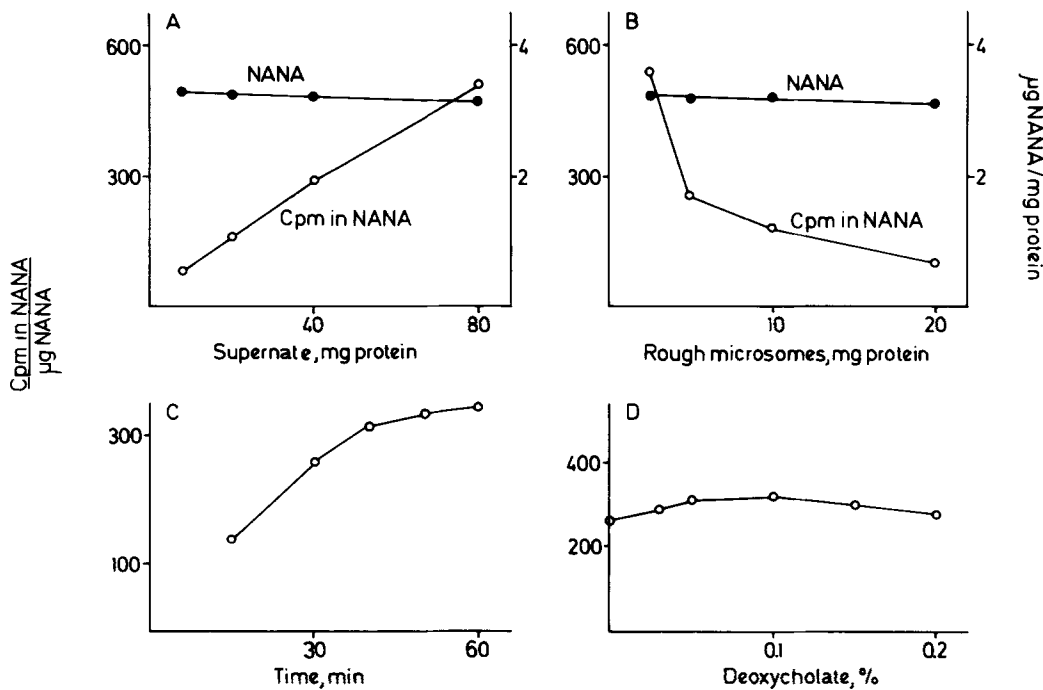 A
600
300
NANA
Cpm in NANA
40
80
Supernate, mg protein
4
2
B
600
300
NANA
Cpm in NANA
10
20
Rough microsomes, mg protein
4
2
µg NANA/mg protein
Cpm in NANA
µg NANA
C
300
100
30
60
Time, min
D
400
200
0.1
0.2
Deoxycholate, %